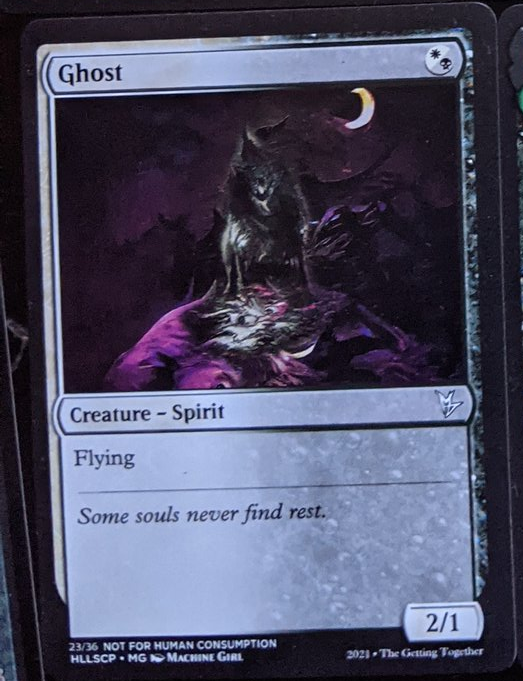 Ghost
Creature – Spirit
Flying
Some souls never find rest.
2/1
23/36 NOT FOR HUMAN CONSUMPTION
HLLSCP • MG MACHINE GIRL
2021 • The Getting Together